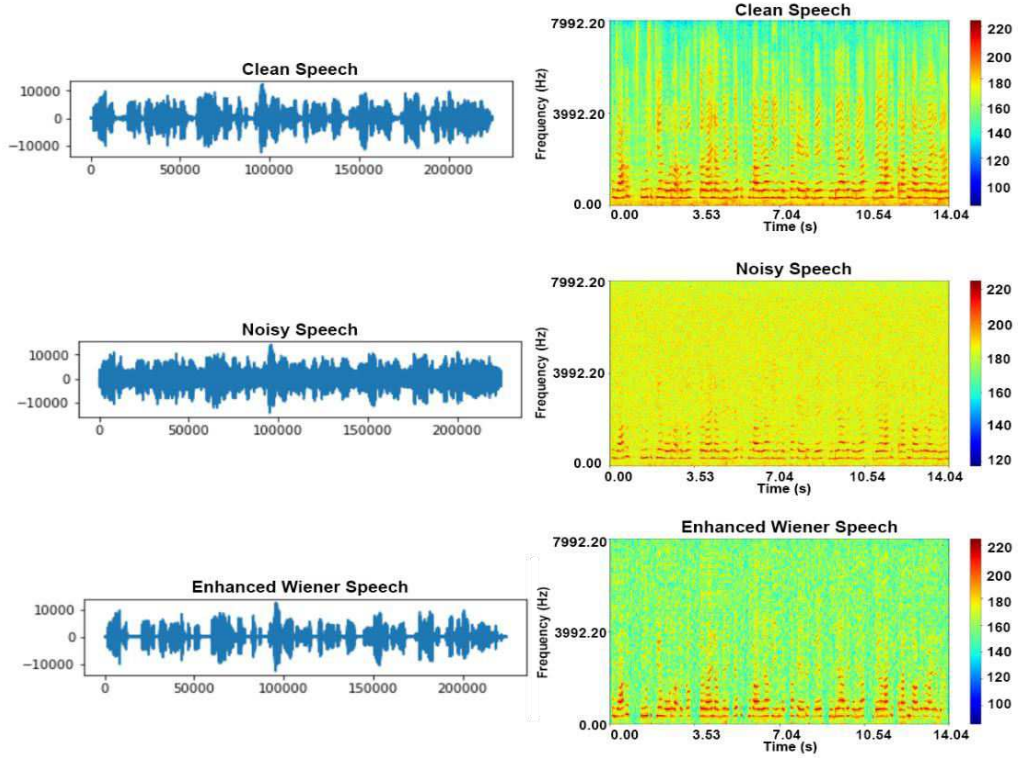 Clean Speech
10000
0
−10000
0 50000 100000 150000 200000
Clean Speech
7992.20
3992.20
0.00
Frequency (Hz)
0.00 3.53 7.04 10.54 14.04
Time (s)
220
200
180
160
140
120
100
Noisy Speech
10000
0
−10000
0 50000 100000 150000 200000
Noisy Speech
7992.20
3992.20
0.00
Frequency (Hz)
0.00 3.53 7.04 10.54 14.04
Time (s)
220
200
180
160
140
120
Enhanced Wiener Speech
10000
0
−10000
0 50000 100000 150000 200000
Enhanced Wiener Speech
7992.20
3992.20
0.00
Frequency (Hz)
0.00 3.53 7.04 10.54 14.04
Time (s)
220
200
180
160
140
120
100